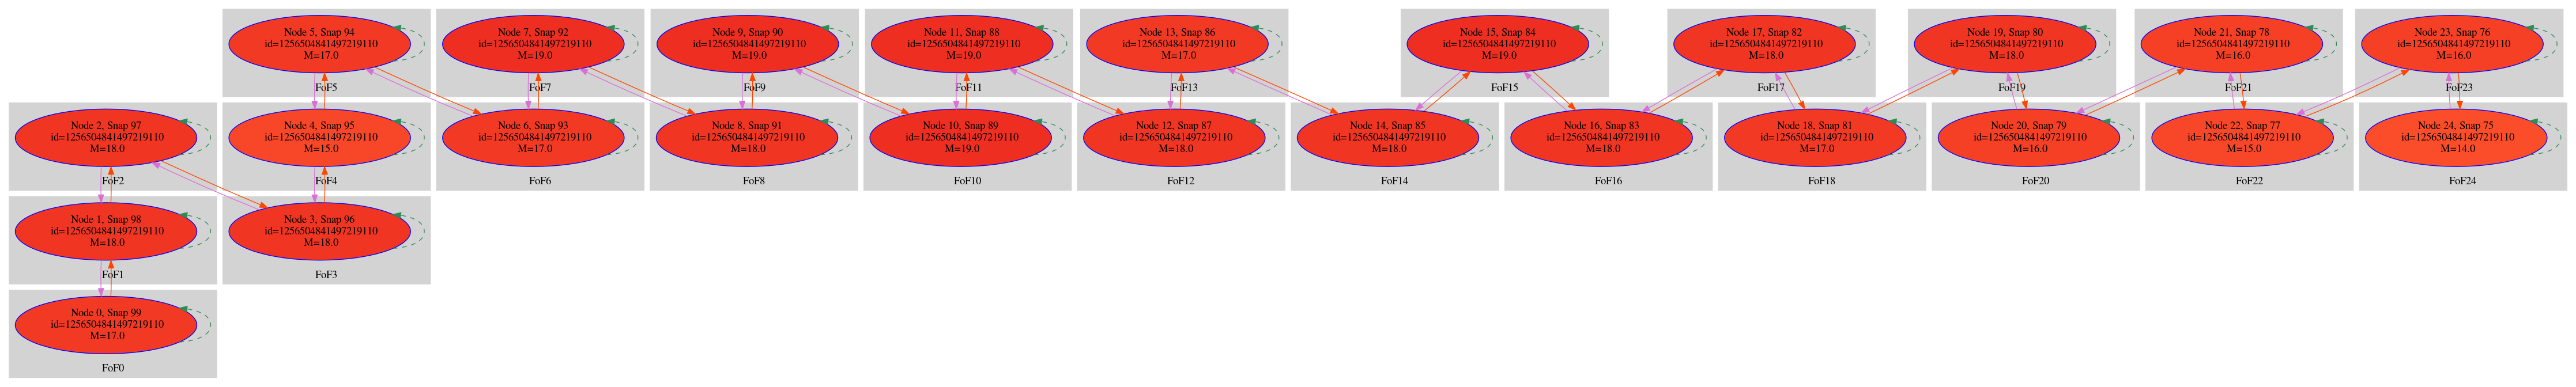 Node 5, Snap 94
id=1256504841497219110
M=17.0
FoF5
Node 7, Snap 92
id=1256504841497219110
M=19.0
FoF7
Node 9, Snap 90
id=1256504841497219110
M=19.0
FoF9
Node 11, Snap 88
id=1256504841497219110
M=19.0
FoF11
Node 13, Snap 86
id=1256504841497219110
M=17.0
FoF13
Node 15, Snap 84
id=1256504841497219110
M=19.0
FoF15
Node 17, Snap 82
id=1256504841497219110
M=18.0
FoF17
Node 19, Snap 80
id=1256504841497219110
M=18.0
FoF19
Node 21, Snap 78
id=1256504841497219110
M=16.0
FoF21
Node 23, Snap 76
id=1256504841497219110
M=16.0
FoF23
Node 2, Snap 97
id=1256504841497219110
M=18.0
FoF2
Node 4, Snap 95
id=1256504841497219110
M=15.0
FoF4
Node 6, Snap 93
id=1256504841497219110
M=17.0
FoF6
Node 8, Snap 91
id=1256504841497219110
M=18.0
FoF8
Node 10, Snap 89
id=1256504841497219110
M=19.0
FoF10
Node 12, Snap 87
id=1256504841497219110
M=18.0
FoF12
Node 14, Snap 85
id=1256504841497219110
M=18.0
FoF14
Node 16, Snap 83
id=1256504841497219110
M=18.0
FoF16
Node 18, Snap 81
id=1256504841497219110
M=17.0
FoF18
Node 20, Snap 79
id=1256504841497219110
M=16.0
FoF20
Node 22, Snap 77
id=1256504841497219110
M=15.0
FoF22
Node 24, Snap 75
id=1256504841497219110
M=14.0
FoF24
Node 1, Snap 98
id=1256504841497219110
M=18.0
FoF1
Node 3, Snap 96
id=1256504841497219110
M=18.0
FoF3
Node 0, Snap 99
id=1256504841497219110
M=17.0
FoF0